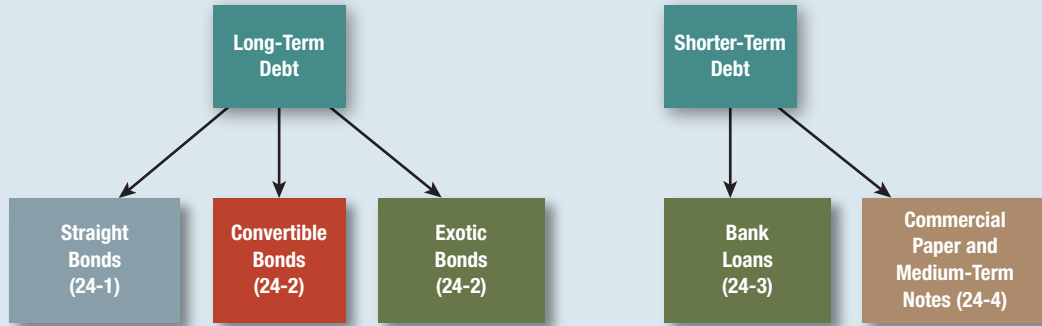 Long-Term
Debt
Shorter-Term
Debt
Straight
Bonds
(24-1)
Convertible
Bonds
(24-2)
Exotic
Bonds
(24-2)
Bank
Loans
(24-3)
Commercial
Paper and
Medium-Term
Notes (24-4)